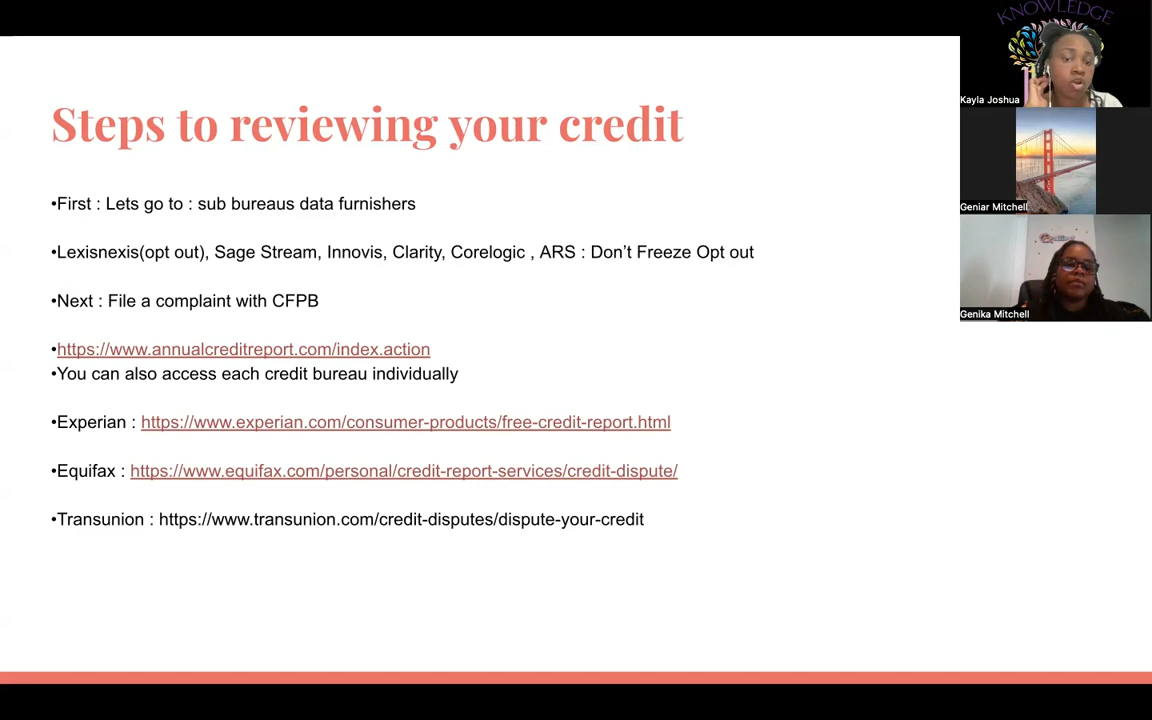 Steps to reviewing your credit
•First : Lets go to : sub bureaus data furnishers
•Lexisnexis(opt out), Sage Stream, Innovis, Clarity, Corelogic , ARS : Don’t Freeze Opt out
•Next : File a complaint with CFPB
•https://www.annualcreditreport.com/index.action
•You can also access each credit bureau individually
•Experian : https://www.experian.com/consumer-products/free-credit-report.html
•Equifax : https://www.equifax.com/personal/credit-report-services/credit-dispute/
•Transunion : https://www.transunion.com/credit-disputes/dispute-your-credit
KNOWLEDGE
Kayla Joshua
Geniar Mitchell
Genika Mitchell